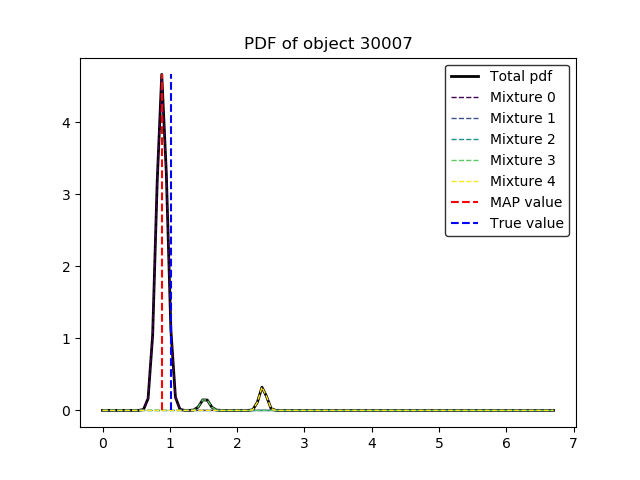 PDF of object 30007
Total pdf
Mixture 0
Mixture 1
Mixture 2
Mixture 3
Mixture 4
MAP value
True value
4
3
2
1
0
0 1 2 3 4 5 6 7